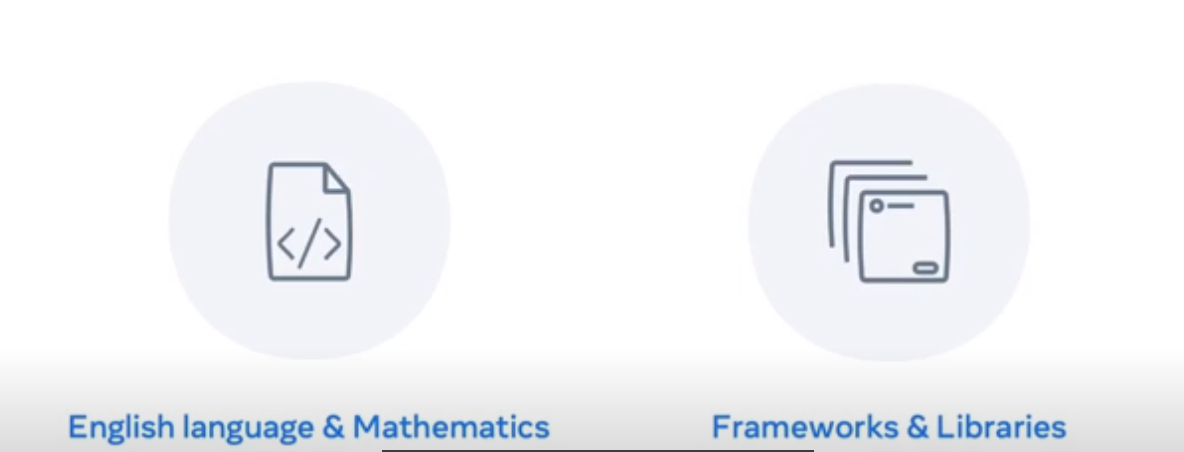 </>
English language & Mathematics
Frameworks & Libraries